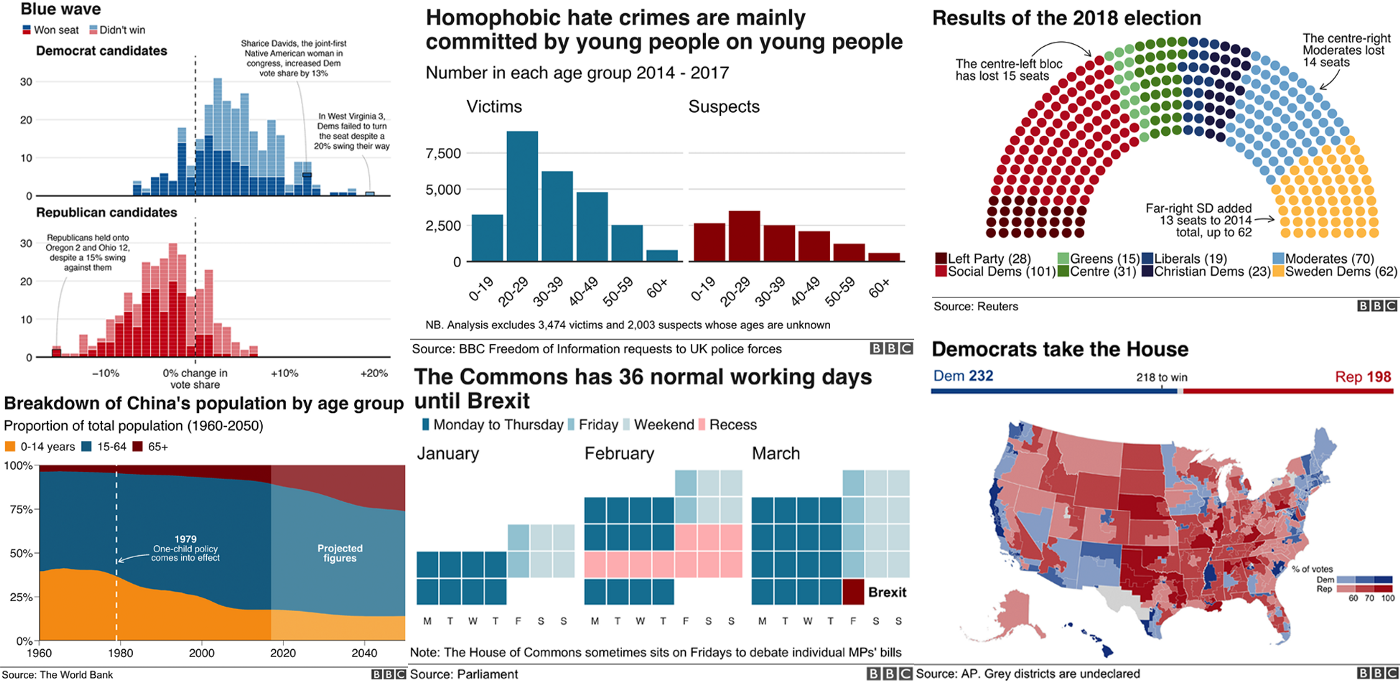 Blue wave
Won seat Didn't win
Democrat candidates
Sharice Davids, the joint-first
Native American woman in
congress, increased Dem
vote share by 13%
In West Virginia 3,
Dems failed to turn
the seat despite a
20% swing their way
30
20
10
0
Republican candidates
Republicans held onto
Oregon 2 and Ohio 12,
despite a 15% swing
against them
30
20
10
0
−10% 0% change in +10% +20%
vote share
Breakdown of China's population by age group
Proportion of total population (1960-2050)
0-14 years 15-64 65+
100%
75%
50%
25%
0%
1979
One-child policy
comes into effect
Projected
figures
1960 1980 2000 2020 2040
Source: The World Bank
BBC
Homophobic hate crimes are mainly
committed by young people on young people
Number in each age group 2014 - 2017
Victims Suspects
7,500
5,000
2,500
0
0-19 20-29 30-39 40-49 50-59 60+ 0-19 20-29 30-39 40-49 50-59 60+
NB. Analysis excludes 3,474 victims and 2,003 suspects whose ages are unknown
Source: BBC Freedom of Information requests to UK police forces
BBC
The Commons has 36 normal working days
until Brexit
Monday to Thursday Friday Weekend Recess
January February March
Brexit
M T W T F S S M T W T F S S M T W T F S S
Note: The House of Commons sometimes sits on Fridays to debate individual MPs' bills
Source: Parliament
BBC
Results of the 2018 election
The centre-left bloc
has lost 15 seats
The centre-right
Moderates lost
14 seats
Far-right SD added
13 seats to 2014
total, up to 62
Left Party (28) Greens (15) Liberals (19) Moderates (70)
Social Dems (101) Centre (31) Christian Dems (23) Sweden Dems (62)
Source: Reuters
BBC
Democrats take the House
Dem 232 218 to win Rep 198
% of votes
Dem
Rep
60 70 100
Source: AP. Grey districts are undeclared
BBC